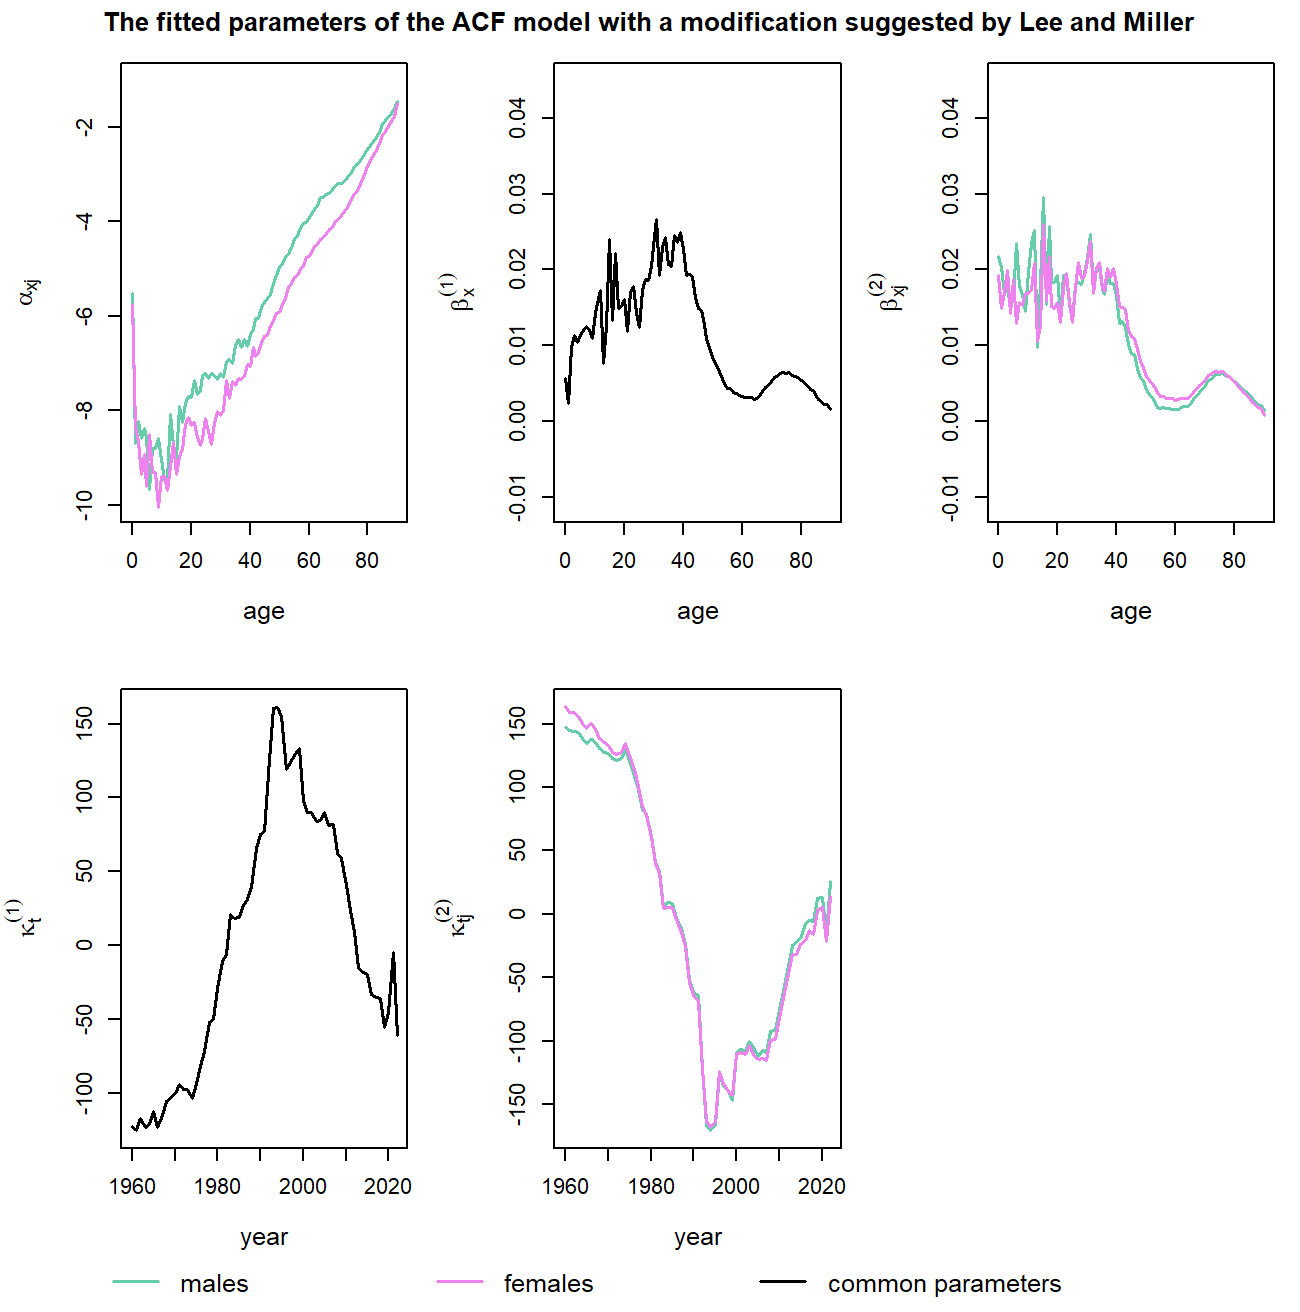 The fitted parameters of the ACF model with a modification suggested by Lee and Miller
αxj
-10 -8 -6 -4 -2
0 20 40 60 80
age
βx(1)
-0.01 0.00 0.01 0.02 0.03 0.04
0 20 40 60 80
age
βxj(2)
-0.01 0.00 0.01 0.02 0.03 0.04
0 20 40 60 80
age
κt(1)
-100 -50 0 50 100 150
1960 1980 2000 2020
year
κtj(2)
-150 -100 -50 0 50 100 150
1960 1980 2000 2020
year
males females common parameters